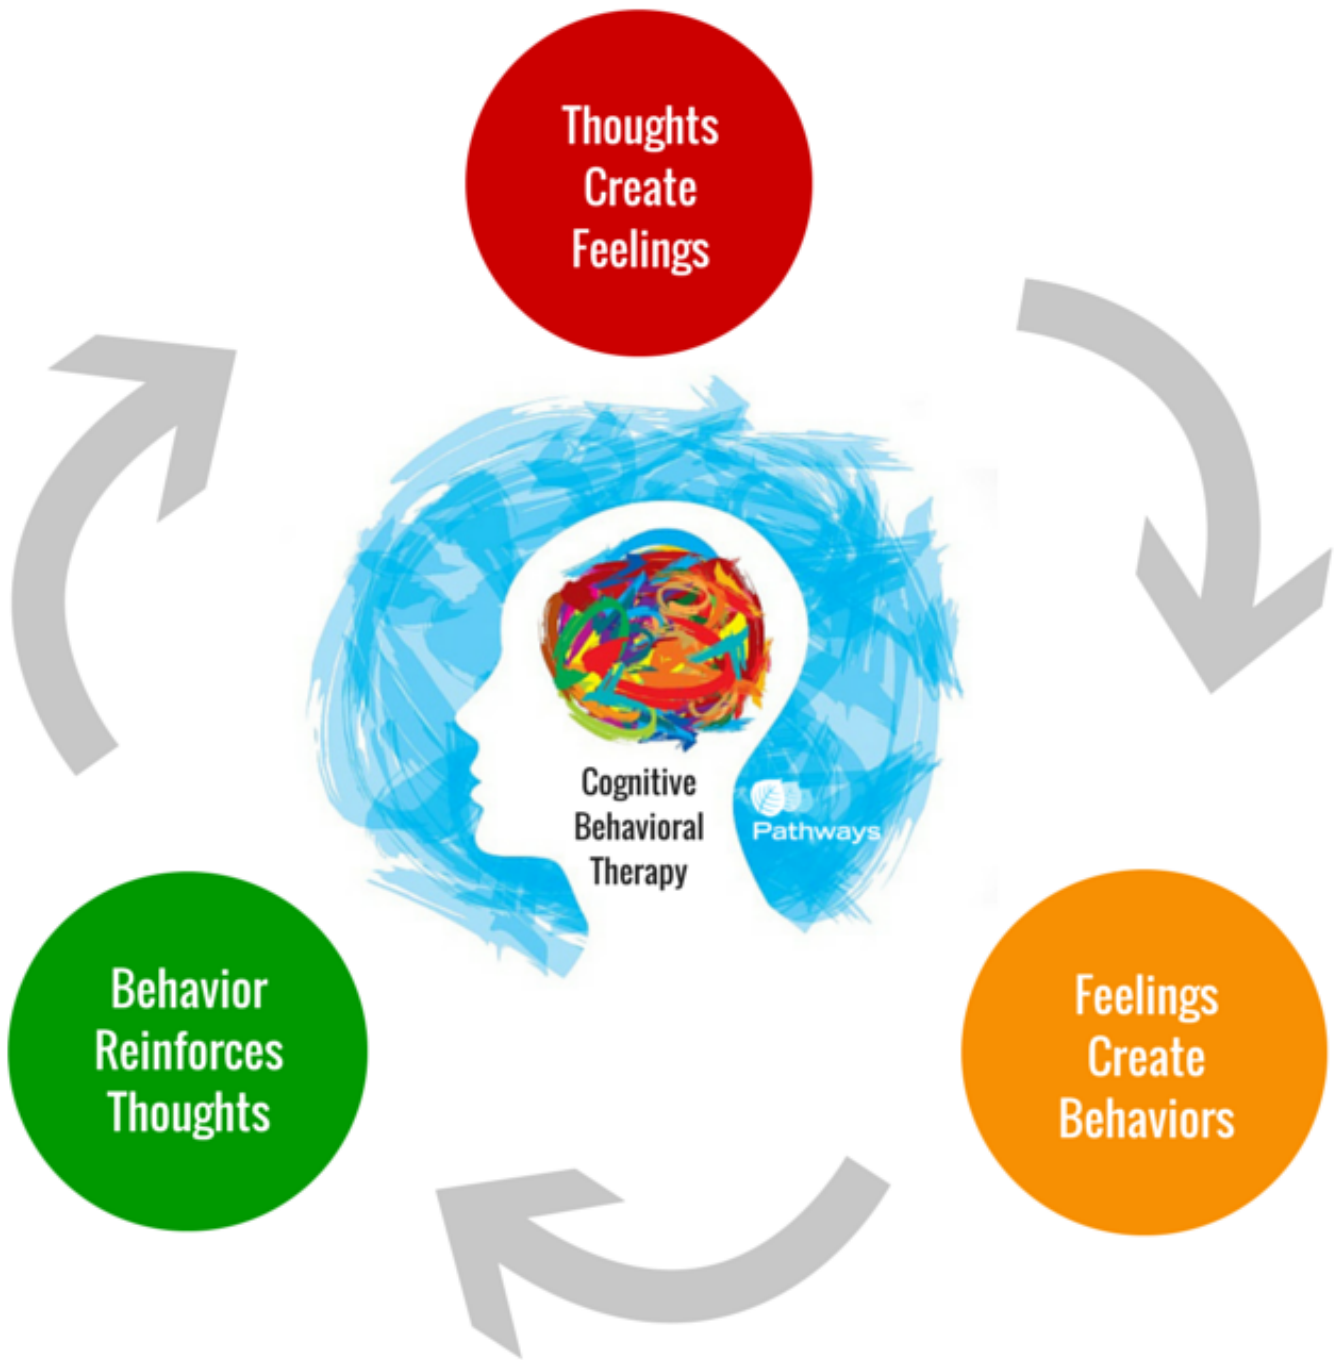 Thoughts
Create
Feelings
Cognitive
Behavioral
Therapy
Pathways
Feelings
Create
Behaviors
Behavior
Reinforces
Thoughts